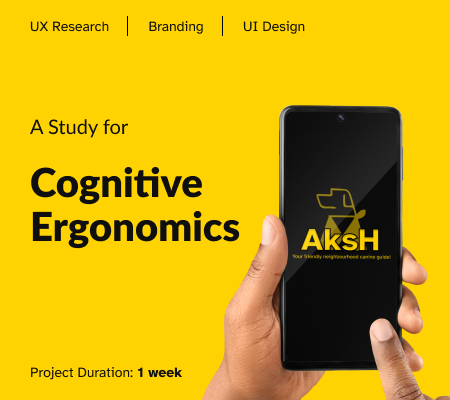 UX Research | Branding | UI Design
A Study for
Cognitive
Ergonomics
AksH
Your friendly neighbourhood canine guide!
Project Duration: 1 week